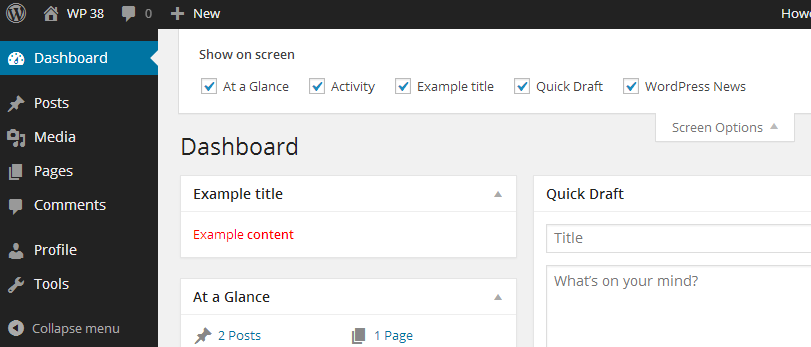 WP 38 0 New Howd
Dashboard
Posts
Media
Pages
Comments
Profile
Tools
Collapse menu
Show on screen
At a Glance Activity Example title Quick Draft WordPress News
Screen Options
Dashboard
Example title
Example content
At a Glance
2 Posts 1 Page
Quick Draft
Title
What's on your mind?